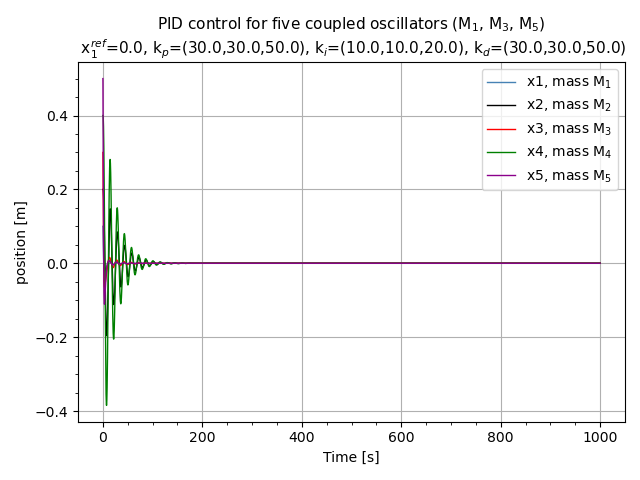 PID control for five coupled oscillators (M₁, M₃, M₅)
x₁ʳᵉᶠ=0.0, kₚ=(30.0,30.0,50.0), kᵢ=(10.0,10.0,20.0), k_d=(30.0,30.0,50.0)
x1, mass M₁
x2, mass M₂
x3, mass M₃
x4, mass M₄
x5, mass M₅
0.4
0.2
0.0
−0.2
−0.4
position [m]
0 200 400 600 800 1000
Time [s]